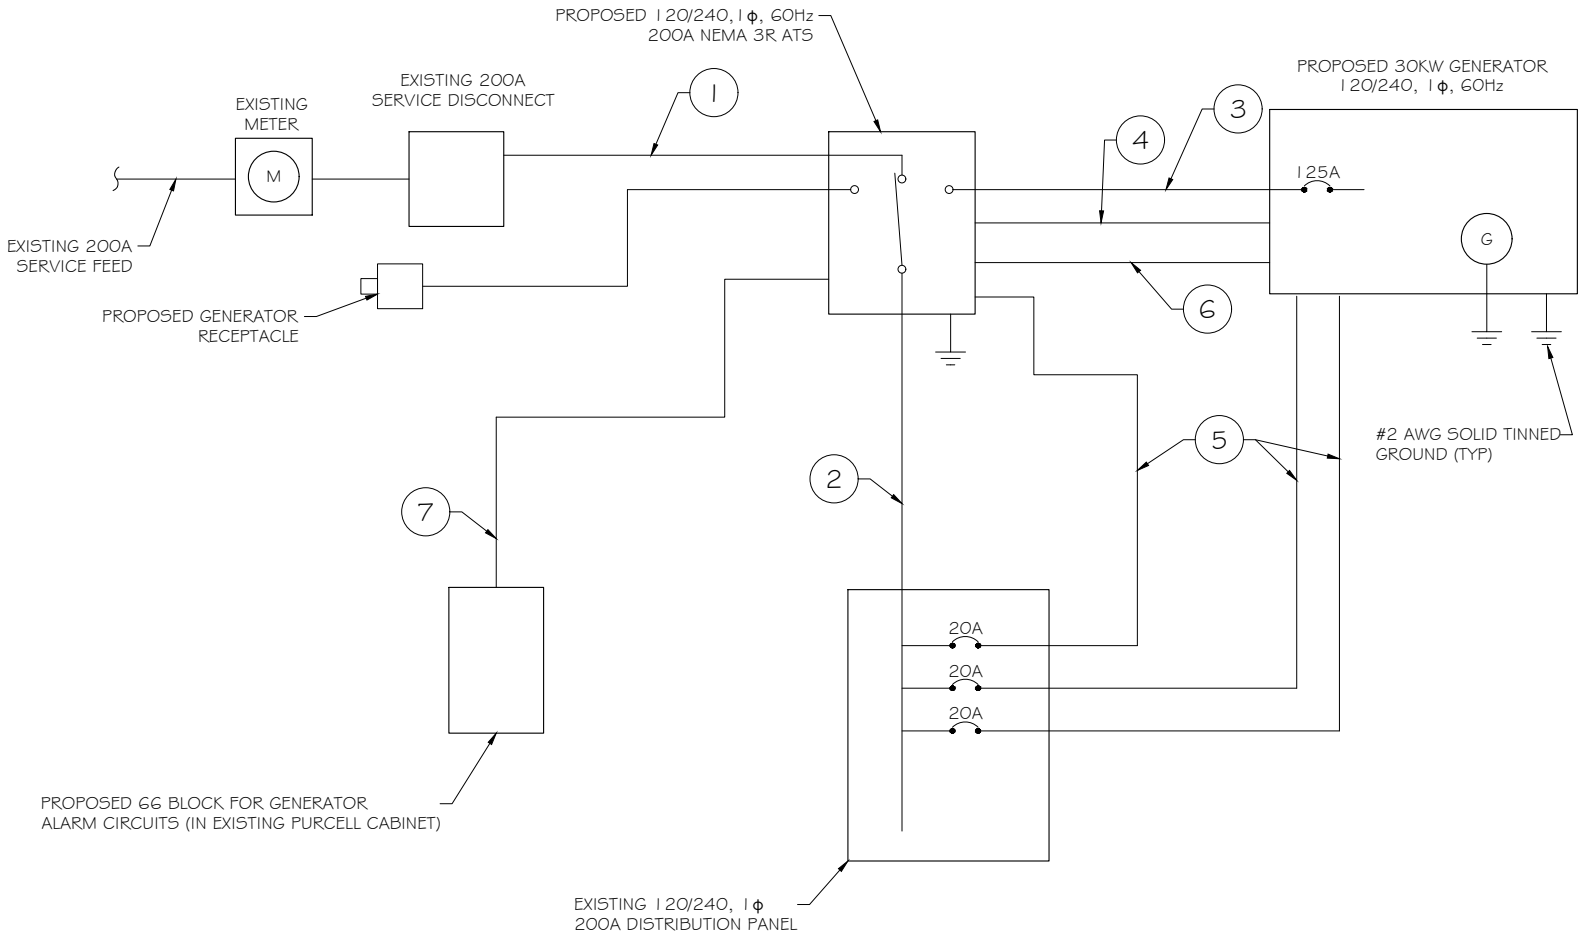 PROPOSED 120/240, 1ϕ, 60Hz
200A NEMA 3R ATS
EXISTING 200A
SERVICE DISCONNECT
1
PROPOSED 30KW GENERATOR
120/240, 1ϕ, 60Hz
EXISTING
METER
3
4
M
125A
EXISTING 200A
SERVICE FEED
G
PROPOSED GENERATOR
RECEPTACLE
6
#2 AWG SOLID TINNED
GROUND (TYP)
5
2
7
20A
20A
20A
PROPOSED 66 BLOCK FOR GENERATOR
ALARM CIRCUITS (IN EXISTING PURCELL CABINET)
EXISTING 120/240, 1ϕ
200A DISTRIBUTION PANEL